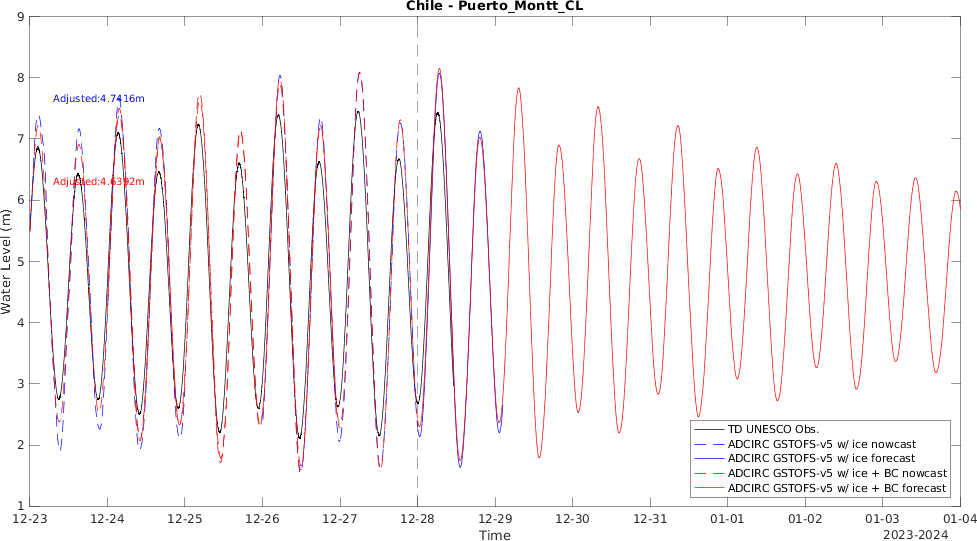 Chile - Puerto_Montt_CL
9
8
7
6
5
4
3
2
1
Water Level (m)
Adjusted:4.7416m
Adjusted:4.6392m
TD UNESCO Obs.
ADCIRC GSTOFS-v5 w/ ice nowcast
ADCIRC GSTOFS-v5 w/ ice forecast
ADCIRC GSTOFS-v5 w/ ice + BC nowcast
ADCIRC GSTOFS-v5 w/ ice + BC forecast
12-23 12-24 12-25 12-26 12-27 12-28 12-29 12-30 12-31 01-01 01-02 01-03 01-04
Time
2023-2024